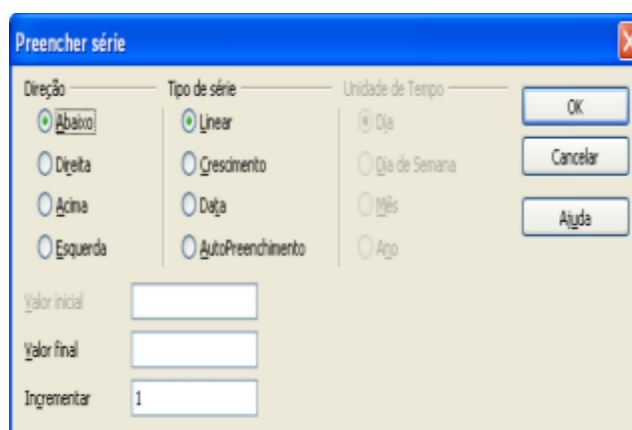 Preencher série
Direção
Tipo de série
Unidade de Tempo
OK
Abaixo
Linear
Dia
Direita
Crescimento
Dia de Semana
Cancelar
Acima
Data
Mês
Ajuda
Esquerda
AutoPreenchimento
Ano
Valor inicial
Valor final
Incrementar
1